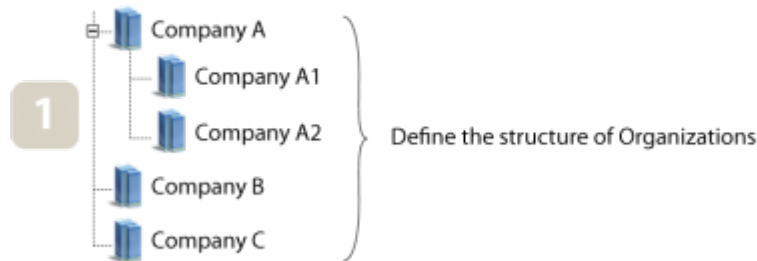 Company A
Company A1
1
Company A2
Define the structure of Organizations
Company B
Company C